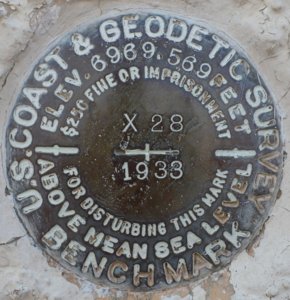 U.S. COAST & GEODETIC SURVEY
BENCH MARK
ELEV. 6969.569 FEET
ABOVE MEAN SEA LEVEL
$250 FINE OR IMPRISONMENT
FOR DISTURBING THIS MARK
X 28
1933